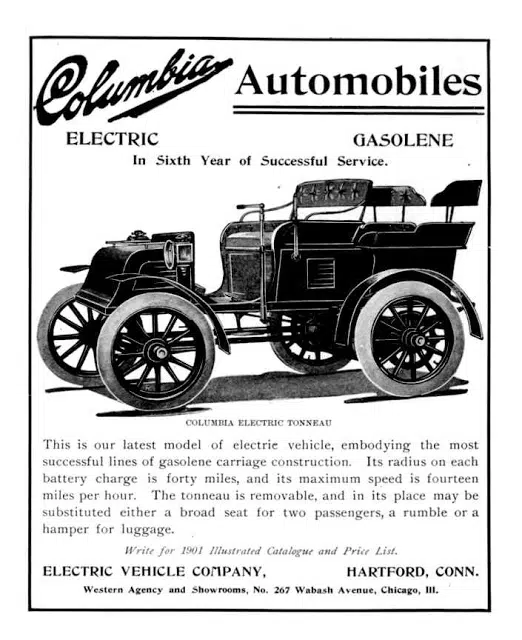 Columbia Automobiles
ELECTRIC GASOLENE
In Sixth Year of Successful Service.
COLUMBIA ELECTRIC TONNEAU
This is our latest model of electric vehicle, embodying the most
successful lines of gasolene carriage construction. Its radius on each
battery charge is forty miles, and its maximum speed is fourteen
miles per hour. The tonneau is removable, and in its place may be
substituted either a broad seat for two passengers, a rumble or a
hamper for luggage.
Write for 1901 Illustrated Catalogue and Price List.
ELECTRIC VEHICLE COMPANY, HARTFORD, CONN.
Western Agency and Showrooms, No. 267 Wabash Avenue, Chicago, Ill.